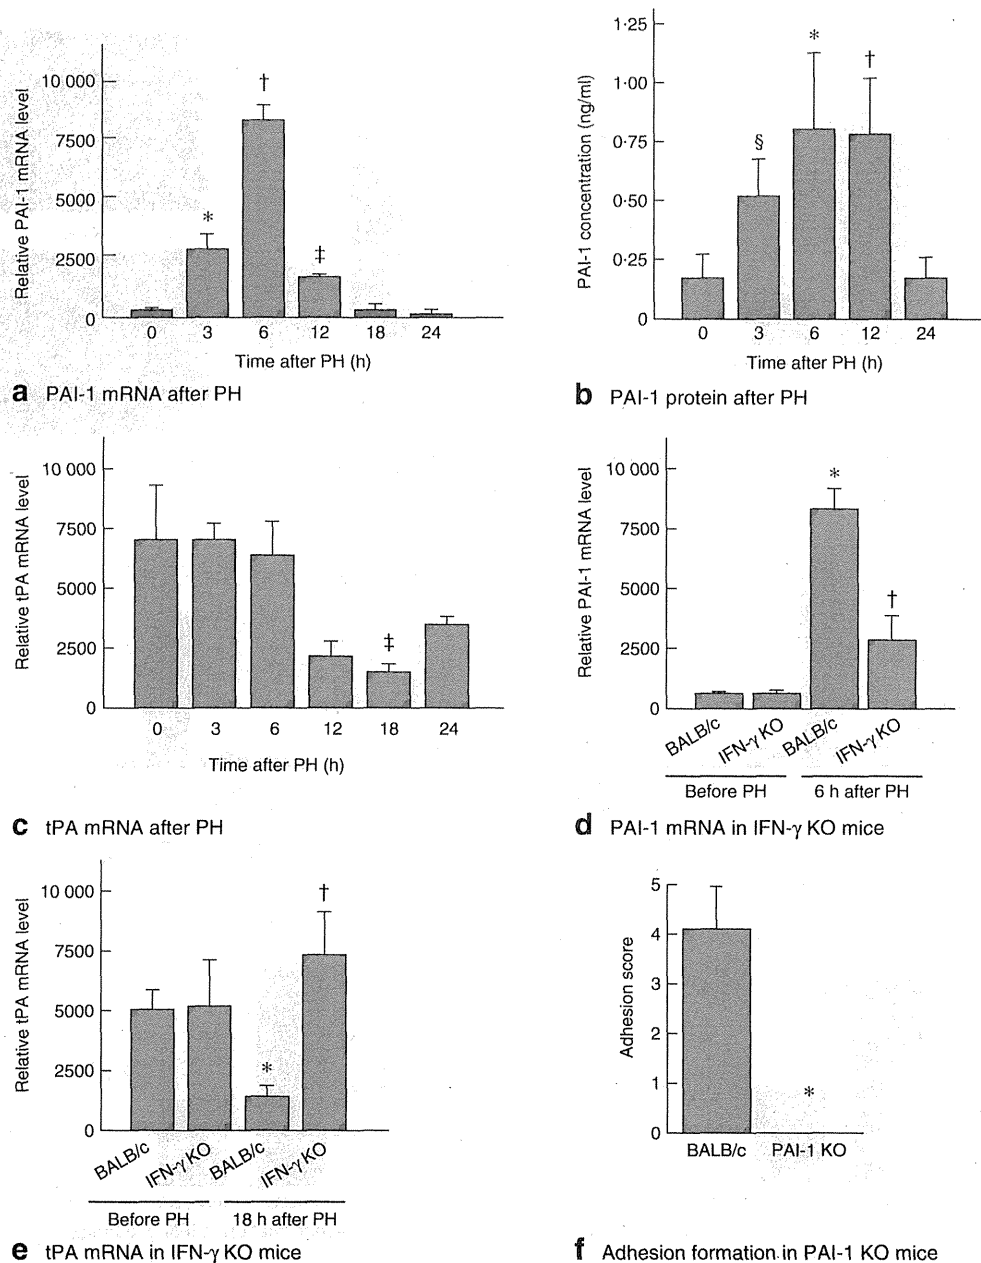 10 000
7500
5000
2500
0
Relative PAI-1 mRNA level
*
†
‡
0 3 6 12 18 24
Time after PH (h)
a PAI-1 mRNA after PH
1·25
1·00
0·75
0·50
0·25
0
PAI-1 concentration (ng/ml)
§
*
†
0 3 6 12 24
Time after PH (h)
b PAI-1 protein after PH
10 000
7500
5000
2500
0
Relative tPA mRNA level
‡
0 3 6 12 18 24
Time after PH (h)
c tPA mRNA after PH
10 000
7500
5000
2500
0
Relative PAI-1 mRNA level
*
†
BALB/c IFN-γ KO BALB/c IFN-γ KO
Before PH 6 h after PH
d PAI-1 mRNA in IFN-γ KO mice
10 000
7500
5000
2500
0
Relative tPA mRNA level
*
†
BALB/c IFN-γ KO BALB/c IFN-γ KO
Before PH 18 h after PH
e tPA mRNA in IFN-γ KO mice
5
4
3
2
1
0
Adhesion score
*
BALB/c PAI-1 KO
f Adhesion formation in PAI-1 KO mice